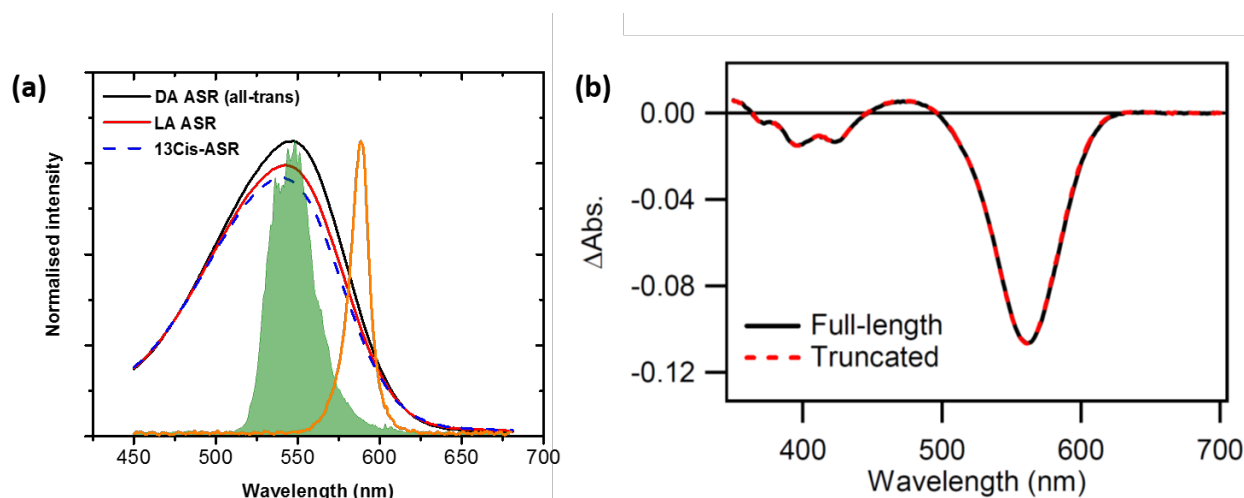 (a)
DA ASR (all-trans)
LA ASR
13Cis-ASR
Normalised intensity
450 500 550 600 650 700
Wavelength (nm)
(b)
0.00
-0.04
-0.08
-0.12
ΔAbs.
Full-length
Truncated
400 500 600 700
Wavelength (nm)